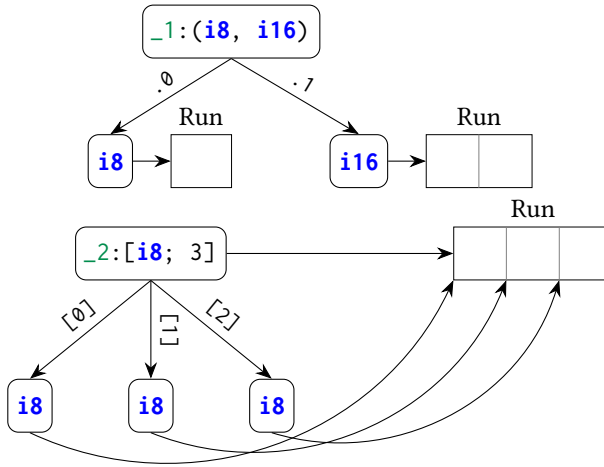 _1:(i8, i16)
.0
.1
Run
Run
i8
i16
Run
_2:[i8; 3]
[0]
[1]
[2]
i8
i8
i8